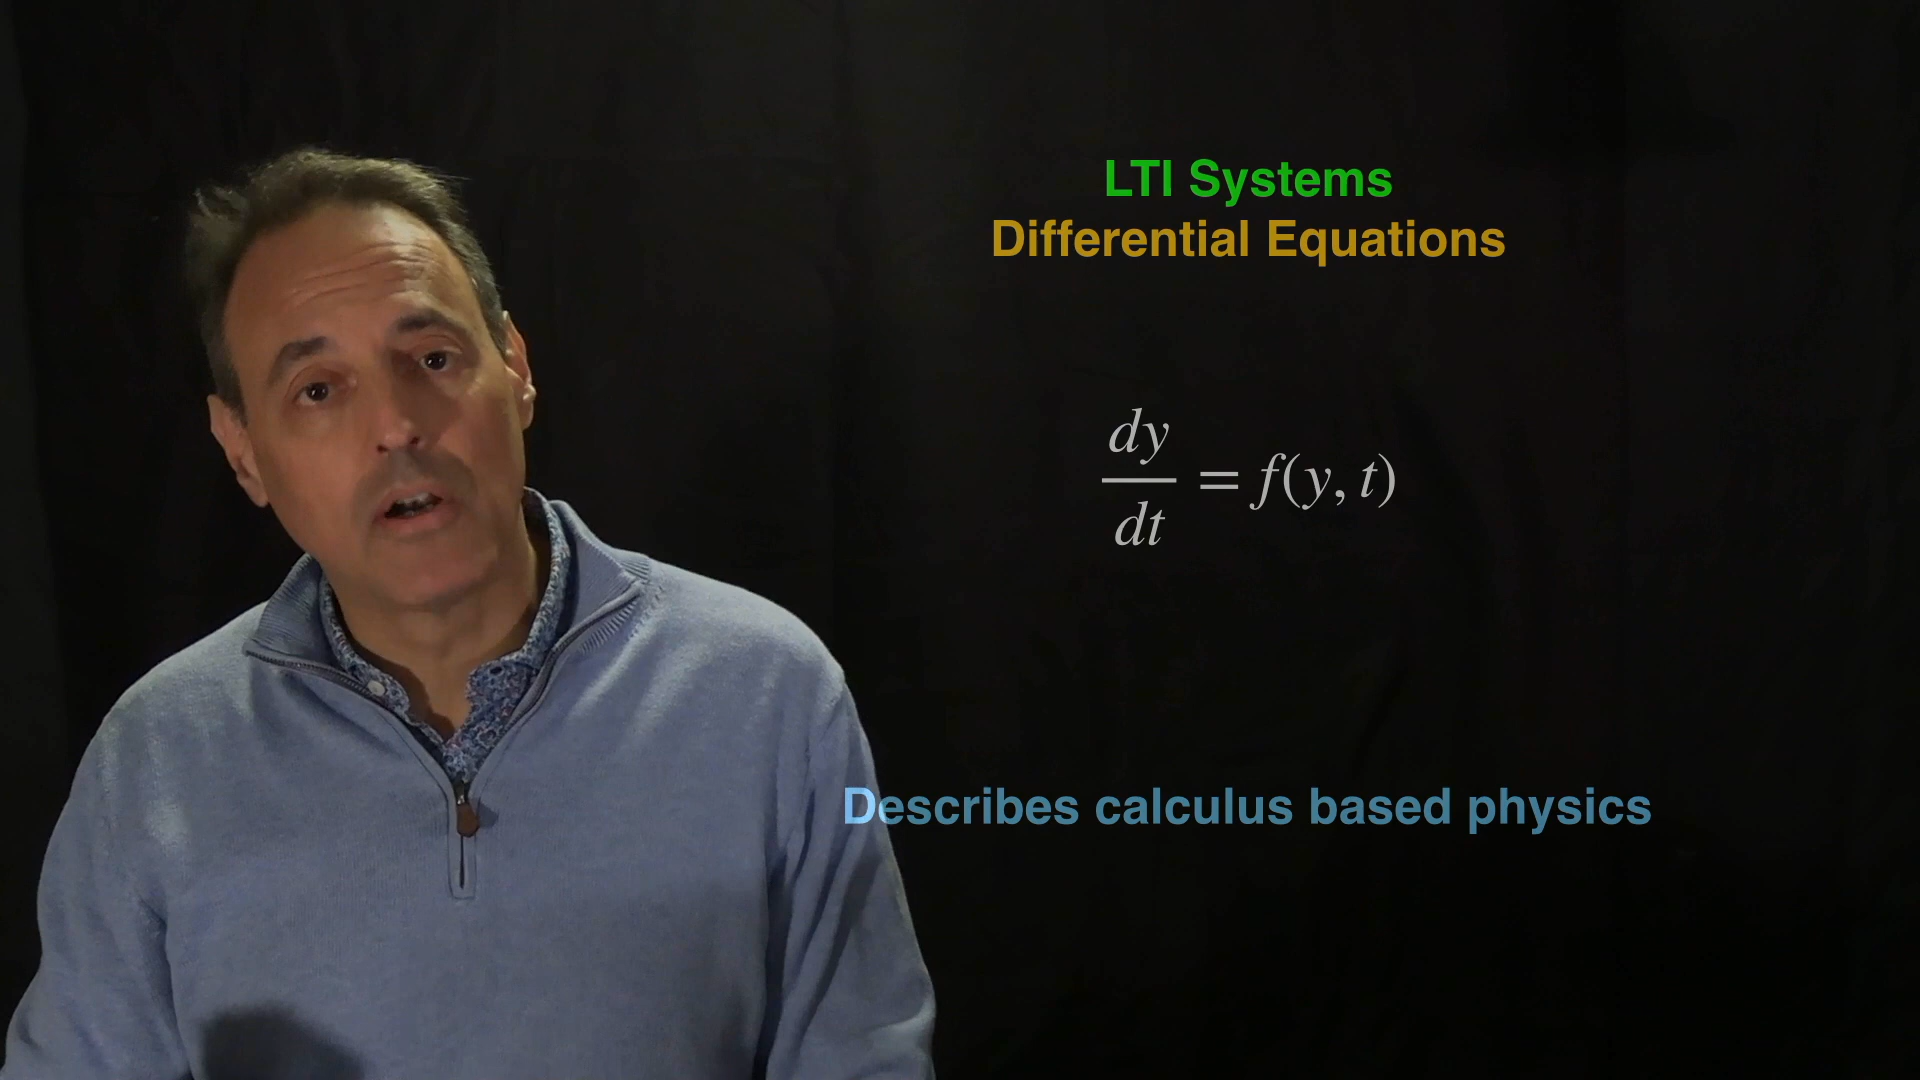 LTI Systems
Differential Equations
dy/dt = f(y, t)
Describes calculus based physics